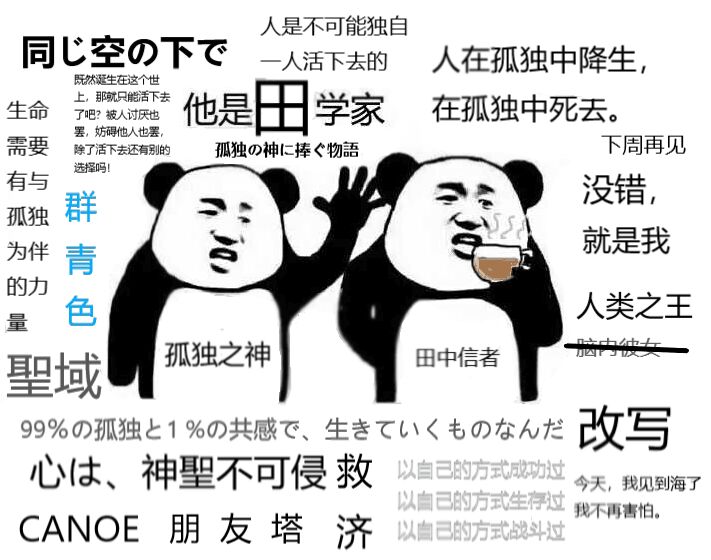 同じ空の下で
人是不可能独自
一人活下去的
人在孤独中降生，
在孤独中死去。
既然诞生在这个世
上，那就只能活下去
了吧？被人讨厌也
罢，妨碍他人也罢，
除了活下去还有别的
选择吗！
他是田学家
孤独の神に捧ぐ物語
下周再见
生命
需要
有与
孤独
为伴
的力
量
群
青
色
没错，
就是我
人类之王
脑内彼女
孤独之神
田中信者
聖域
99%の孤独と1%の共感で、生きていくものなんだ
改写
心は、神聖不可侵
救
济
以自己的方式成功过
以自己的方式生存过
以自己的方式战斗过
今天，我见到海了
我不再害怕。
CANOE
朋友塔